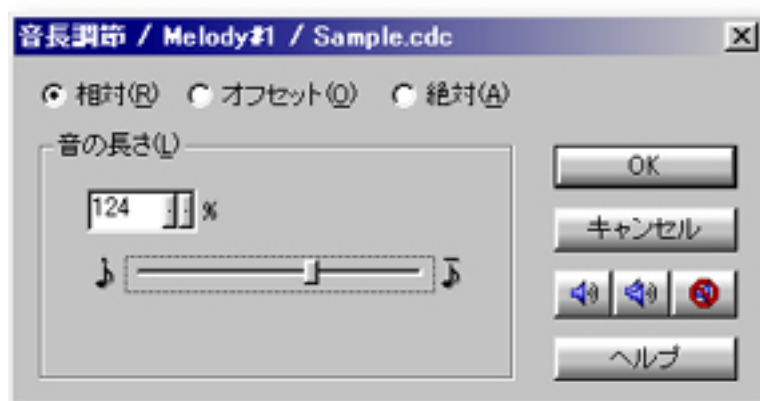 音長調節 / Melody#1 / Sample.cdc
相対(R) オフセット(O) 絶対(A)
音の長さ(L)
124 %
OK
キャンセル
ヘルプ